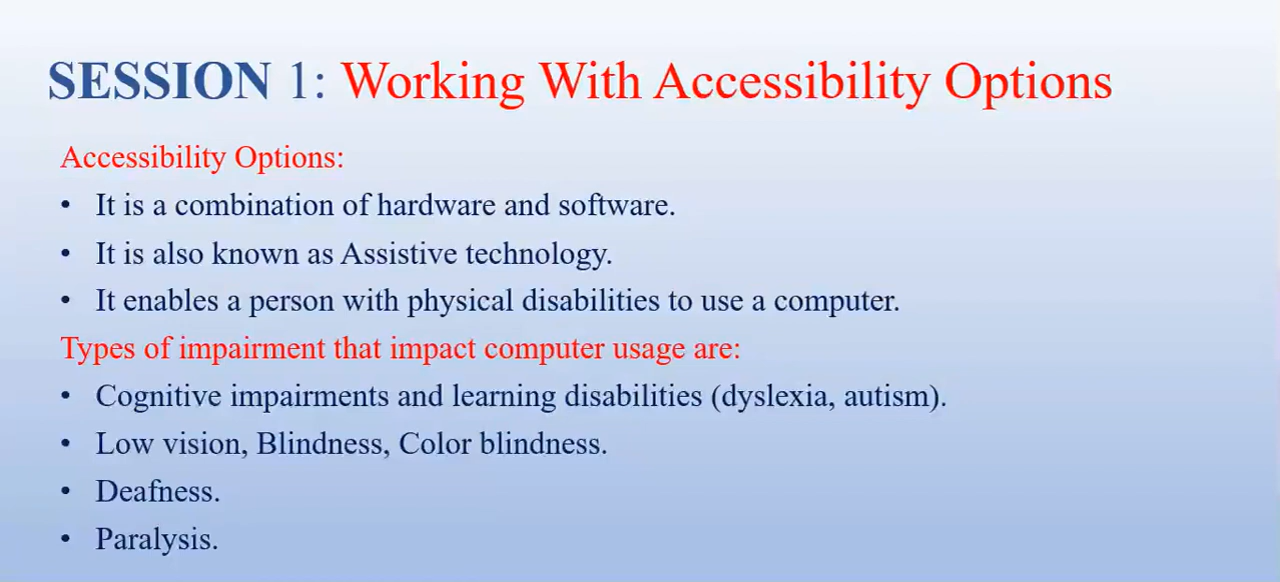 SESSION 1: Working With Accessibility Options
Accessibility Options:
• It is a combination of hardware and software.
• It is also known as Assistive technology.
• It enables a person with physical disabilities to use a computer.
Types of impairment that impact computer usage are:
• Cognitive impairments and learning disabilities (dyslexia, autism).
• Low vision, Blindness, Color blindness.
• Deafness.
• Paralysis.